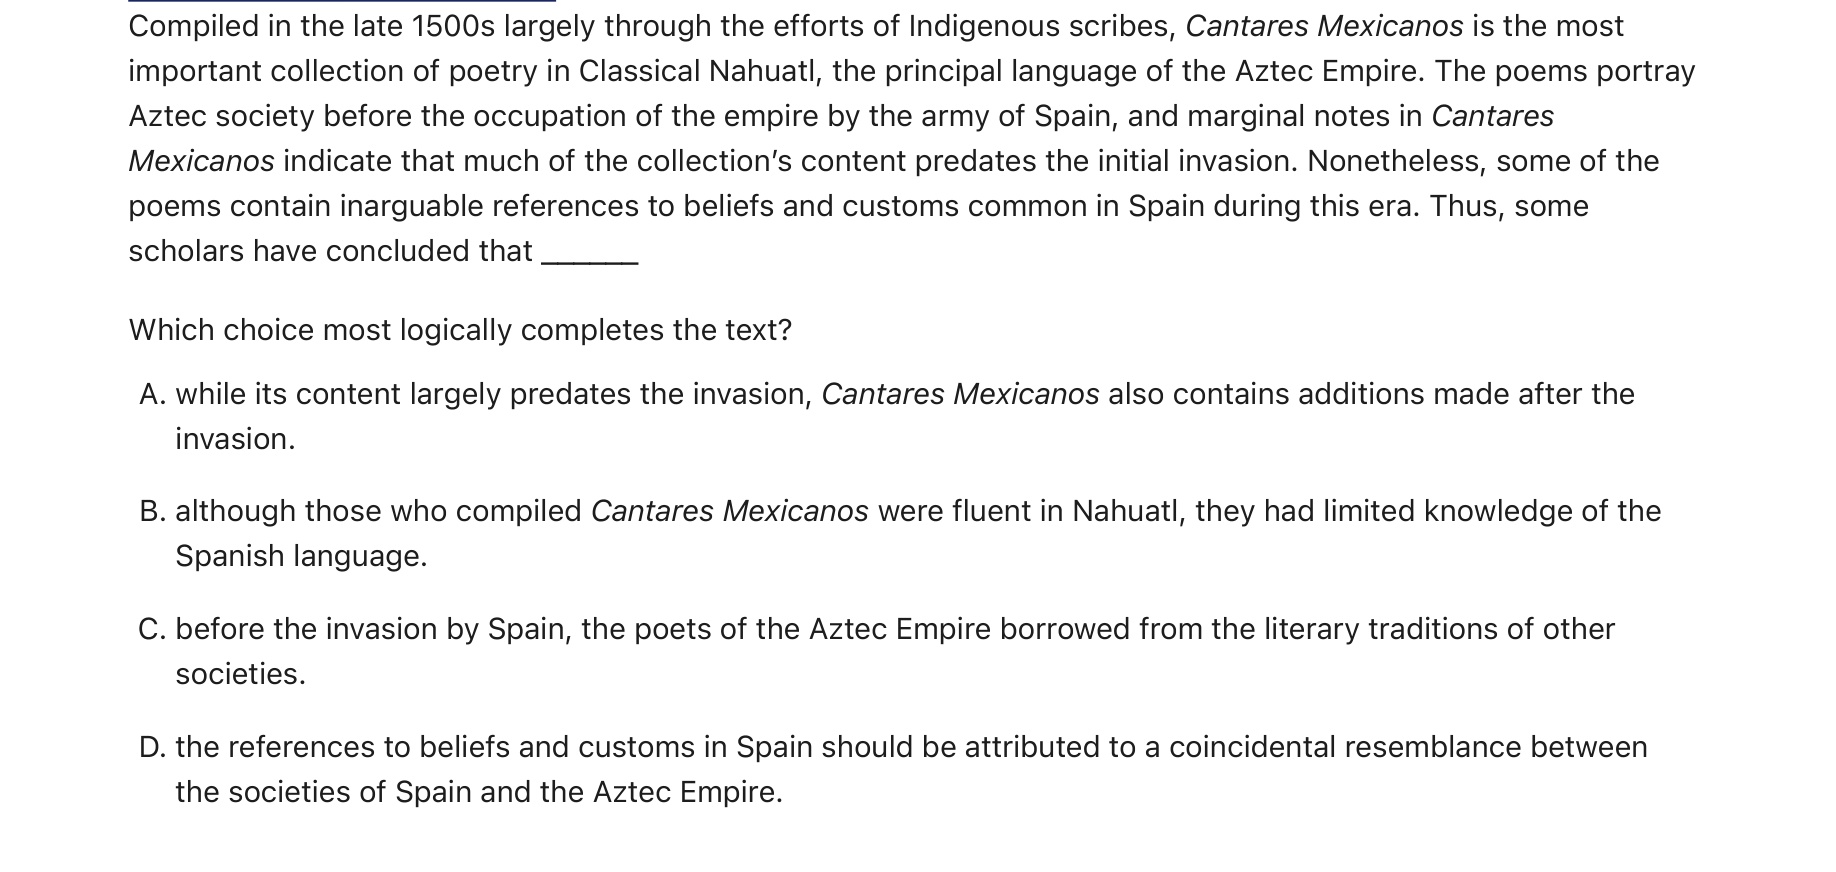 Compiled in the late 1500s largely through the efforts of Indigenous scribes, Cantares Mexicanos is the most
important collection of poetry in Classical Nahuatl, the principal language of the Aztec Empire. The poems portray
Aztec society before the occupation of the empire by the army of Spain, and marginal notes in Cantares
Mexicanos indicate that much of the collection’s content predates the initial invasion. Nonetheless, some of the
poems contain inarguable references to beliefs and customs common in Spain during this era. Thus, some
scholars have concluded that ______
Which choice most logically completes the text?
A. while its content largely predates the invasion, Cantares Mexicanos also contains additions made after the
invasion.
B. although those who compiled Cantares Mexicanos were fluent in Nahuatl, they had limited knowledge of the
Spanish language.
C. before the invasion by Spain, the poets of the Aztec Empire borrowed from the literary traditions of other
societies.
D. the references to beliefs and customs in Spain should be attributed to a coincidental resemblance between
the societies of Spain and the Aztec Empire.